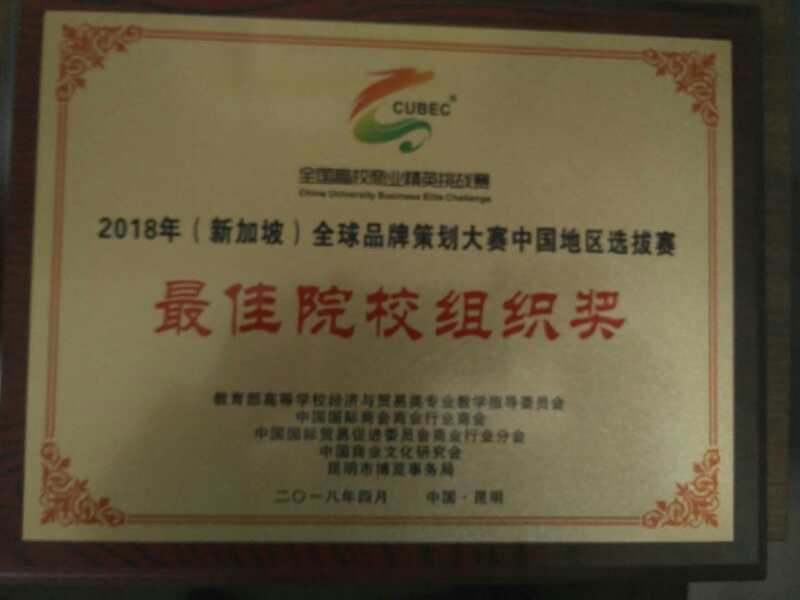 CUBEC®
全国高校商业精英挑战赛
China University Business Elite Challenge
2018年（新加坡）全球品牌策划大赛中国地区选拔赛
最佳院校组织奖
教育部高等学校经济与贸易类专业教学指导委员会
中国国际商会商业行业商会
中国国际贸易促进委员会商业行业分会
中国商业文化研究会
昆明市博览事务局
二〇一八年四月 中国·昆明